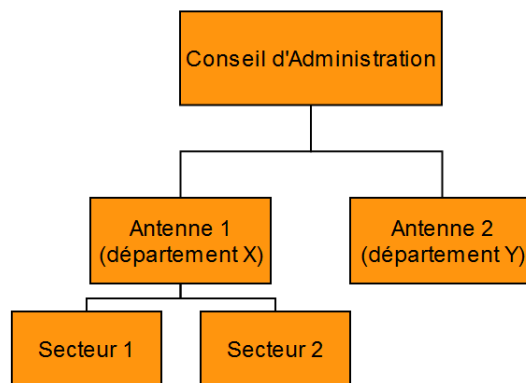 Conseil d'Administration
Antenne 1
(département X)
Antenne 2
(département Y)
Secteur 1
Secteur 2